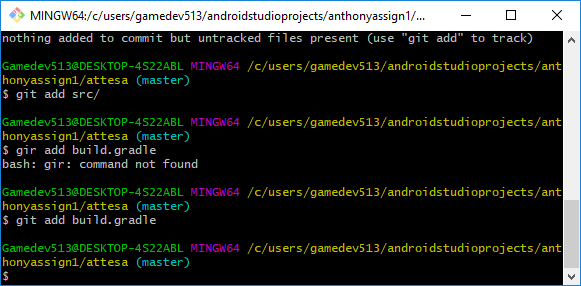 MINGW64:/c/users/gamedev513/androidstudioprojects/anthonyassign1/...
nothing added to commit but untracked files present (use "git add" to track)
Gamedev513@DESKTOP-4S22ABL MINGW64 /c/users/gamedev513/androidstudioprojects/ant
honyassign1/attesa (master)
$ git add src/
Gamedev513@DESKTOP-4S22ABL MINGW64 /c/users/gamedev513/androidstudioprojects/ant
honyassign1/attesa (master)
$ gir add build.gradle
bash: gir: command not found
Gamedev513@DESKTOP-4S22ABL MINGW64 /c/users/gamedev513/androidstudioprojects/ant
honyassign1/attesa (master)
$ git add build.gradle
Gamedev513@DESKTOP-4S22ABL MINGW64 /c/users/gamedev513/androidstudioprojects/ant
honyassign1/attesa (master)
$